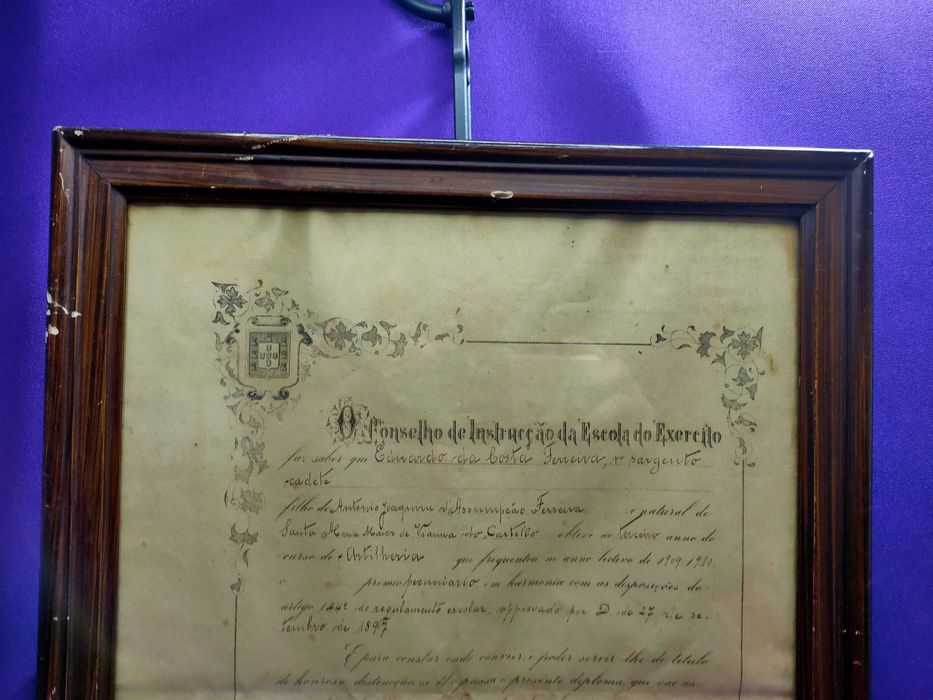 O Conselho de Instrucção da Escola do Exercito
faz saber que Eduardo da Costa Ferreira, 1º sargento
cadete
filho de Antonio Joaquim d'Assumpção Ferreira e natural de
Santa Maria Maior de Vianna do Castello obteve no terceiro anno do
curso de Artilheria que frequentou no anno lectivo de 1909-1910.
o premio pecuniario em harmonia com as disposições do
artigo 144º do regulamento escolar, approvado por D. de 27 de se-
tembro de 1897
E para constar onde convier, e poder servir-lhe de titulo
de honrosa distincção, se lhe passa o presente diploma, que vae as-